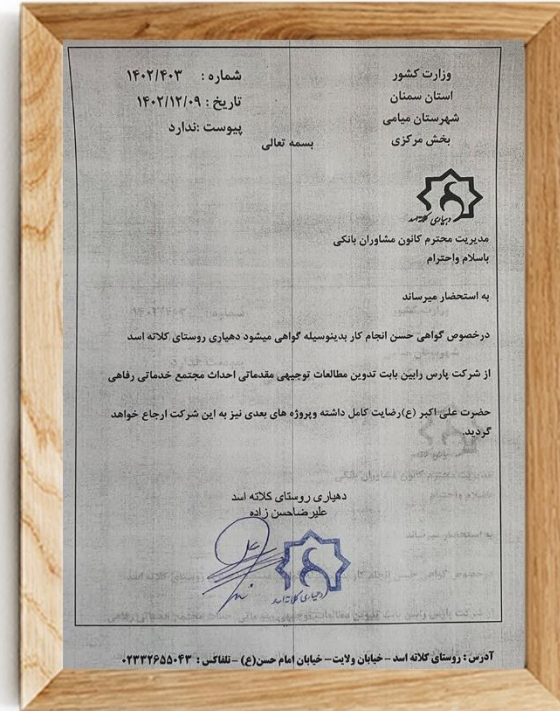 وزارت کشور
استان سمنان
شهرستان میامی
بخش مرکزی
شماره : ۱۴۰۲/۴۰۳
تاریخ : ۱۴۰۲/۱۲/۰۹
پیوست :ندارد
بسمه تعالی
دهیاری کلاته اسد
مدیریت محترم کانون مشاوران بانکی
باسلام واحترام
به استحضار میرساند
درخصوص گواهی حسن انجام کار بدینوسیله گواهی میشود دهیاری روستای کلاته اسد
از شرکت پارس رایین بابت تدوین مطالعات توجیهی مقدماتی احداث مجتمع خدماتی رفاهی
حضرت علی اکبر (ع)رضایت کامل داشته وپروژه های بعدی نیز به این شرکت ارجاع خواهد
گردید.
دهیاری روستای کلاته اسد
علیرضاحسن زاده
دهیاری کلاته اسد
آدرس : روستای کلاته اسد – خیابان ولایت– خیابان امام حسن(ع) –تلفاکس : ۰۲۳۳۲۶۵۵۰۴۳